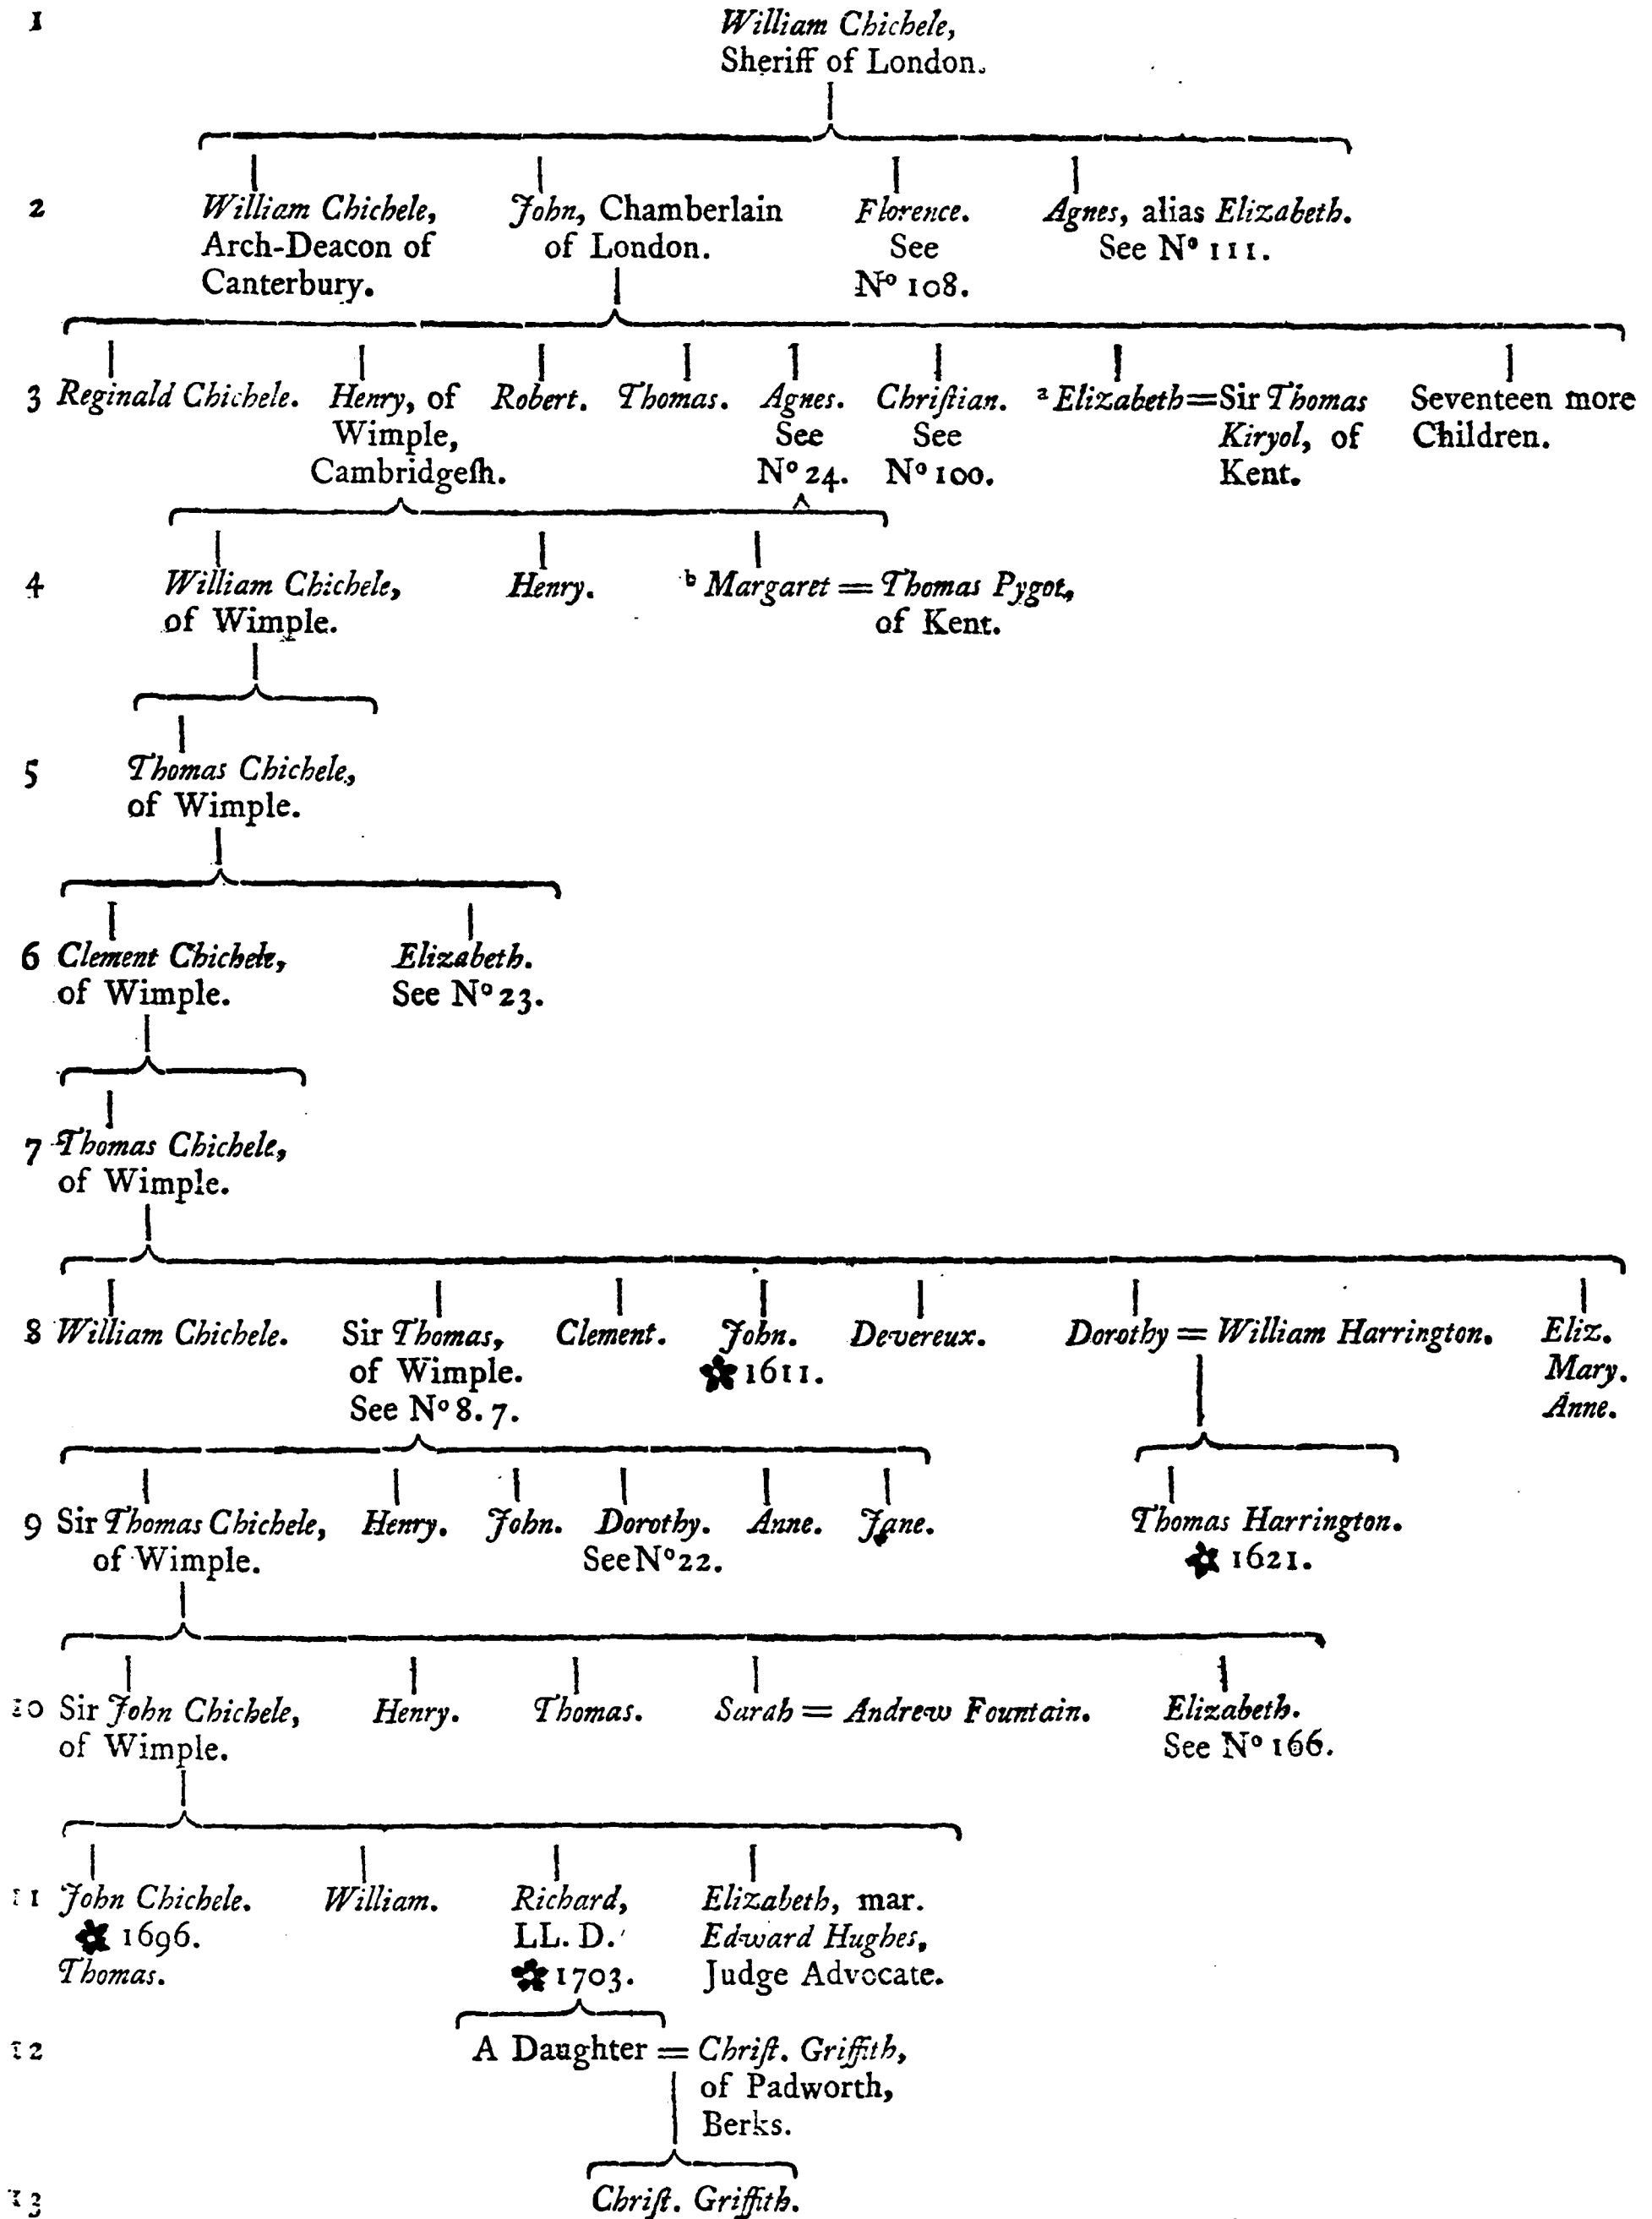 1 William Chichele,
Sheriff of London.
2 William Chichele, John, Chamberlain Florence. Agnes, alias Elizabeth.
Arch-Deacon of of London. See See Nº 111.
Canterbury. Nº 108.
3 Reginald Chichele. Henry, of Robert. Thomas. Agnes. Chriſtian. ª Elizabeth=Sir Thomas Seventeen more
Wimple, See See Kiryol, of Children.
Cambridgeſh. Nº 24. Nº 100. Kent.
4 William Chichele, Henry. ᵇ Margaret = Thomas Pygot,
of Wimple. of Kent.
5 Thomas Chichele,
of Wimple.
6 Clement Chichele, Elizabeth.
of Wimple. See Nº 23.
7 Thomas Chichele,
of Wimple.
8 William Chichele. Sir Thomas, Clement. John. Devereux. Dorothy = William Harrington. Eliz.
of Wimple. 1611. Mary.
See Nº 8. 7. Anne.
9 Sir Thomas Chichele, Henry. John. Dorothy. Anne. Jane. Thomas Harrington.
of Wimple. See Nº 22. 1621.
10 Sir John Chichele, Henry. Thomas. Sarah = Andrew Fountain. Elizabeth.
of Wimple. See Nº 166.
11 John Chichele. William. Richard, Elizabeth, mar.
1696. LL. D. Edward Hughes,
Thomas. 1703. Judge Advocate.
12 A Daughter = Chriſt. Griffith,
of Padworth,
Berks.
13 Chriſt. Griffith.